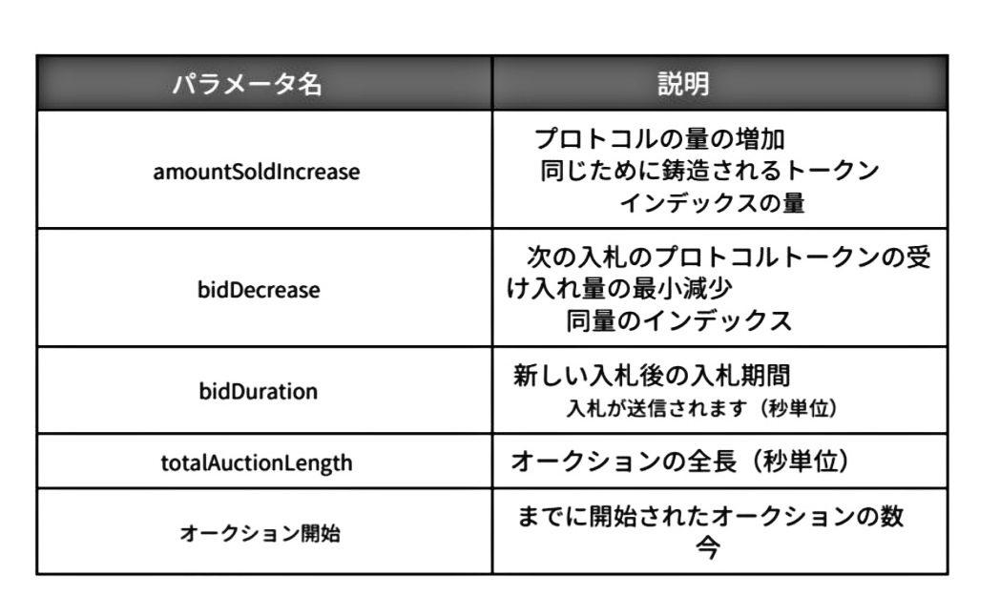 パラメータ名
説明
amountSoldIncrease
プロトコルの量の増加
同じために鋳造されるトークン
インデックスの量
bidDecrease
次の入札のプロトコルトークンの受
け入れ量の最小減少
同量のインデックス
bidDuration
新しい入札後の入札期間
入札が送信されます（秒単位）
totalAuctionLength
オークションの全長（秒単位）
オークション開始
までに開始されたオークションの数
今